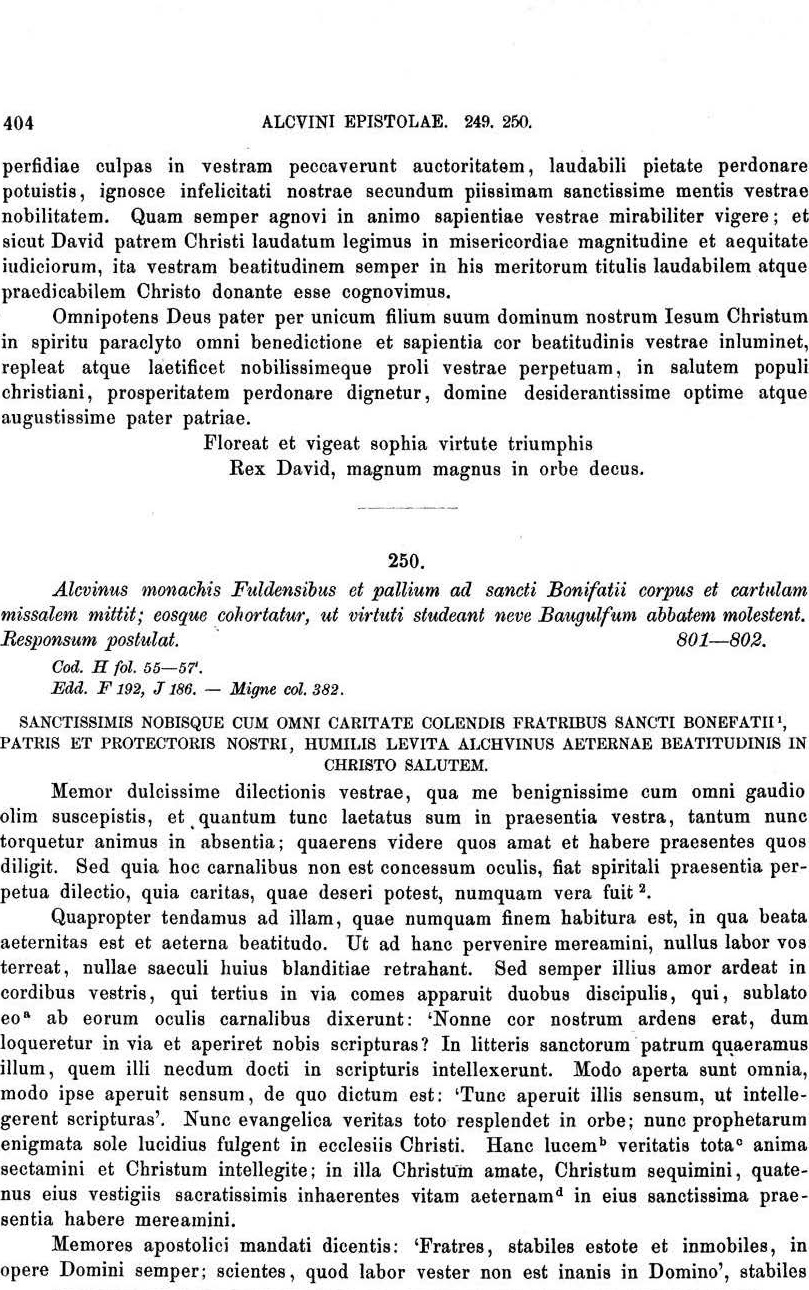 404 ALCVINI EPISTOLAE. 249. 250.
perfidiae culpas in vestram peccaverunt auctoritatem, laudabili pietate perdonare
potuistis, ignosce infelicitati nostrae secundum piissimam sanctissime mentis vestrae
nobilitatem. Quam semper agnovi in animo sapientiae vestrae mirabiliter vigere; et
sicut David patrem Christi laudatum legimus in misericordiae magnitudine et aequitate
iudiciorum, ita vestram beatitudinem semper in his meritorum titulis laudabilem atque
praedicabilem Christo donante esse cognovimus.
Omnipotens Deus pater per unicum filium suum dominum nostrum Iesum Christum
in spiritu paraclyto omni benedictione et sapientia cor beatitudinis vestrae inluminet,
repleat atque laetificet nobilissimeque proli vestrae perpetuam, in salutem populi
christiani, prosperitatem perdonare dignetur, domine desiderantissime optime atque
augustissime pater patriae.
Floreat et vigeat sophia virtute triumphis
Rex David, magnum magnus in orbe decus.
250.
Alcvinus monachis Fuldensibus et pallium ad sancti Bonifatii corpus et cartulam
missalem mittit; eosque cohortatur, ut virtuti studeant neve Baugulfum abbatem molestent.
Responsum postulat. 801—802.
Cod. H fol. 55—57'.
Edd. F 192, J 186. — Migne col. 382.
SANCTISSIMIS NOBISQUE CUM OMNI CARITATE COLENDIS FRATRIBUS SANCTI BONEFATII¹,
PATRIS ET PROTECTORIS NOSTRI, HUMILIS LEVITA ALCHVINUS AETERNAE BEATITUDINIS IN
CHRISTO SALUTEM.
Memor dulcissime dilectionis vestrae, qua me benignissime cum omni gaudio
olim suscepistis, et quantum tunc laetatus sum in praesentia vestra, tantum nunc
torquetur animus in absentia; quaerens videre quos amat et habere praesentes quos
diligit. Sed quia hoc carnalibus non est concessum oculis, fiat spiritali praesentia per-
petua dilectio, quia caritas, quae deseri potest, numquam vera fuit ².
Quapropter tendamus ad illam, quae numquam finem habitura est, in qua beata
aeternitas est et aeterna beatitudo. Ut ad hanc pervenire mereamini, nullus labor vos
terreat, nullae saeculi huius blanditiae retrahant. Sed semper illius amor ardeat in
cordibus vestris, qui tertius in via comes apparuit duobus discipulis, qui, sublato
eoᵃ ab eorum oculis carnalibus dixerunt: ‘Nonne cor nostrum ardens erat, dum
loqueretur in via et aperiret nobis scripturas? In litteris sanctorum patrum quaeramus
illum, quem illi necdum docti in scripturis intellexerunt. Modo aperta sunt omnia,
modo ipse aperuit sensum, de quo dictum est: ‘Tunc aperuit illis sensum, ut intelle-
gerent scripturas’. Nunc evangelica veritas toto resplendet in orbe; nunc prophetarum
enigmata sole lucidius fulgent in ecclesiis Christi. Hanc lucemᵇ veritatis totaᶜ anima
sectamini et Christum intellegite; in illa Christum amate, Christum sequimini, quate-
nus eius vestigiis sacratissimis inhaerentes vitam aeternamᵈ in eius sanctissima prae-
sentia habere mereamini.
Memores apostolici mandati dicentis: ‘Fratres, stabiles estote et inmobiles, in
opere Domini semper; scientes, quod labor vester non est inanis in Domino’, stabiles